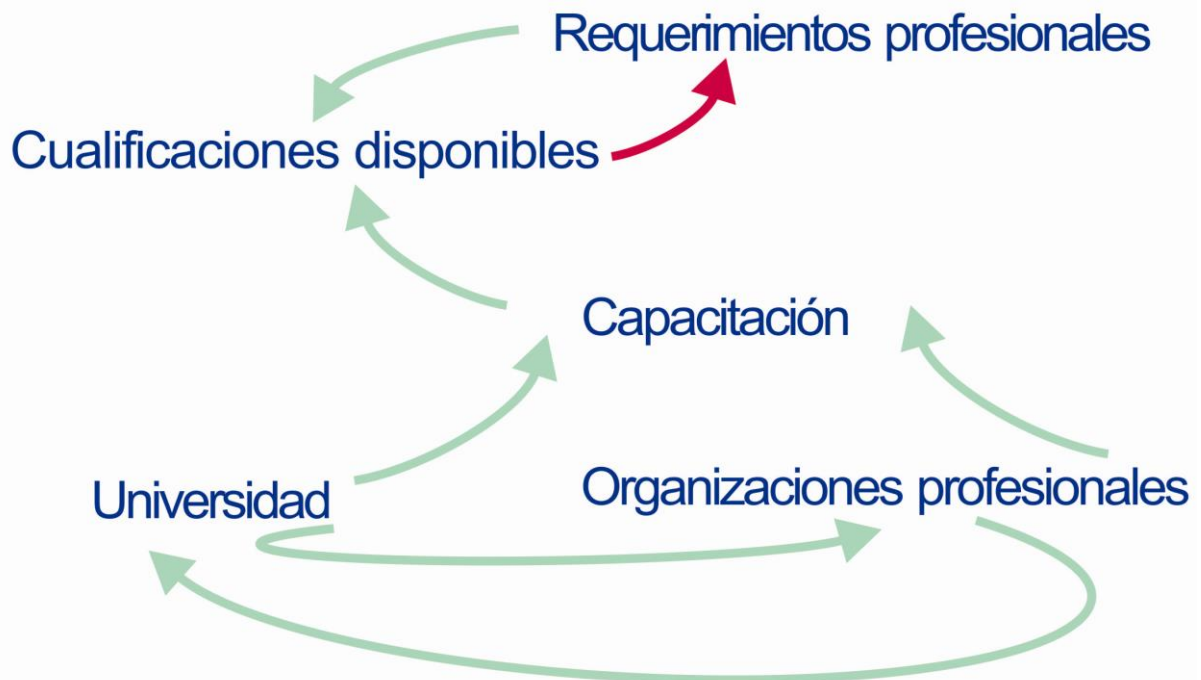 Requerimientos profesionales
Cualificaciones disponibles
Capacitación
Universidad
Organizaciones profesionales